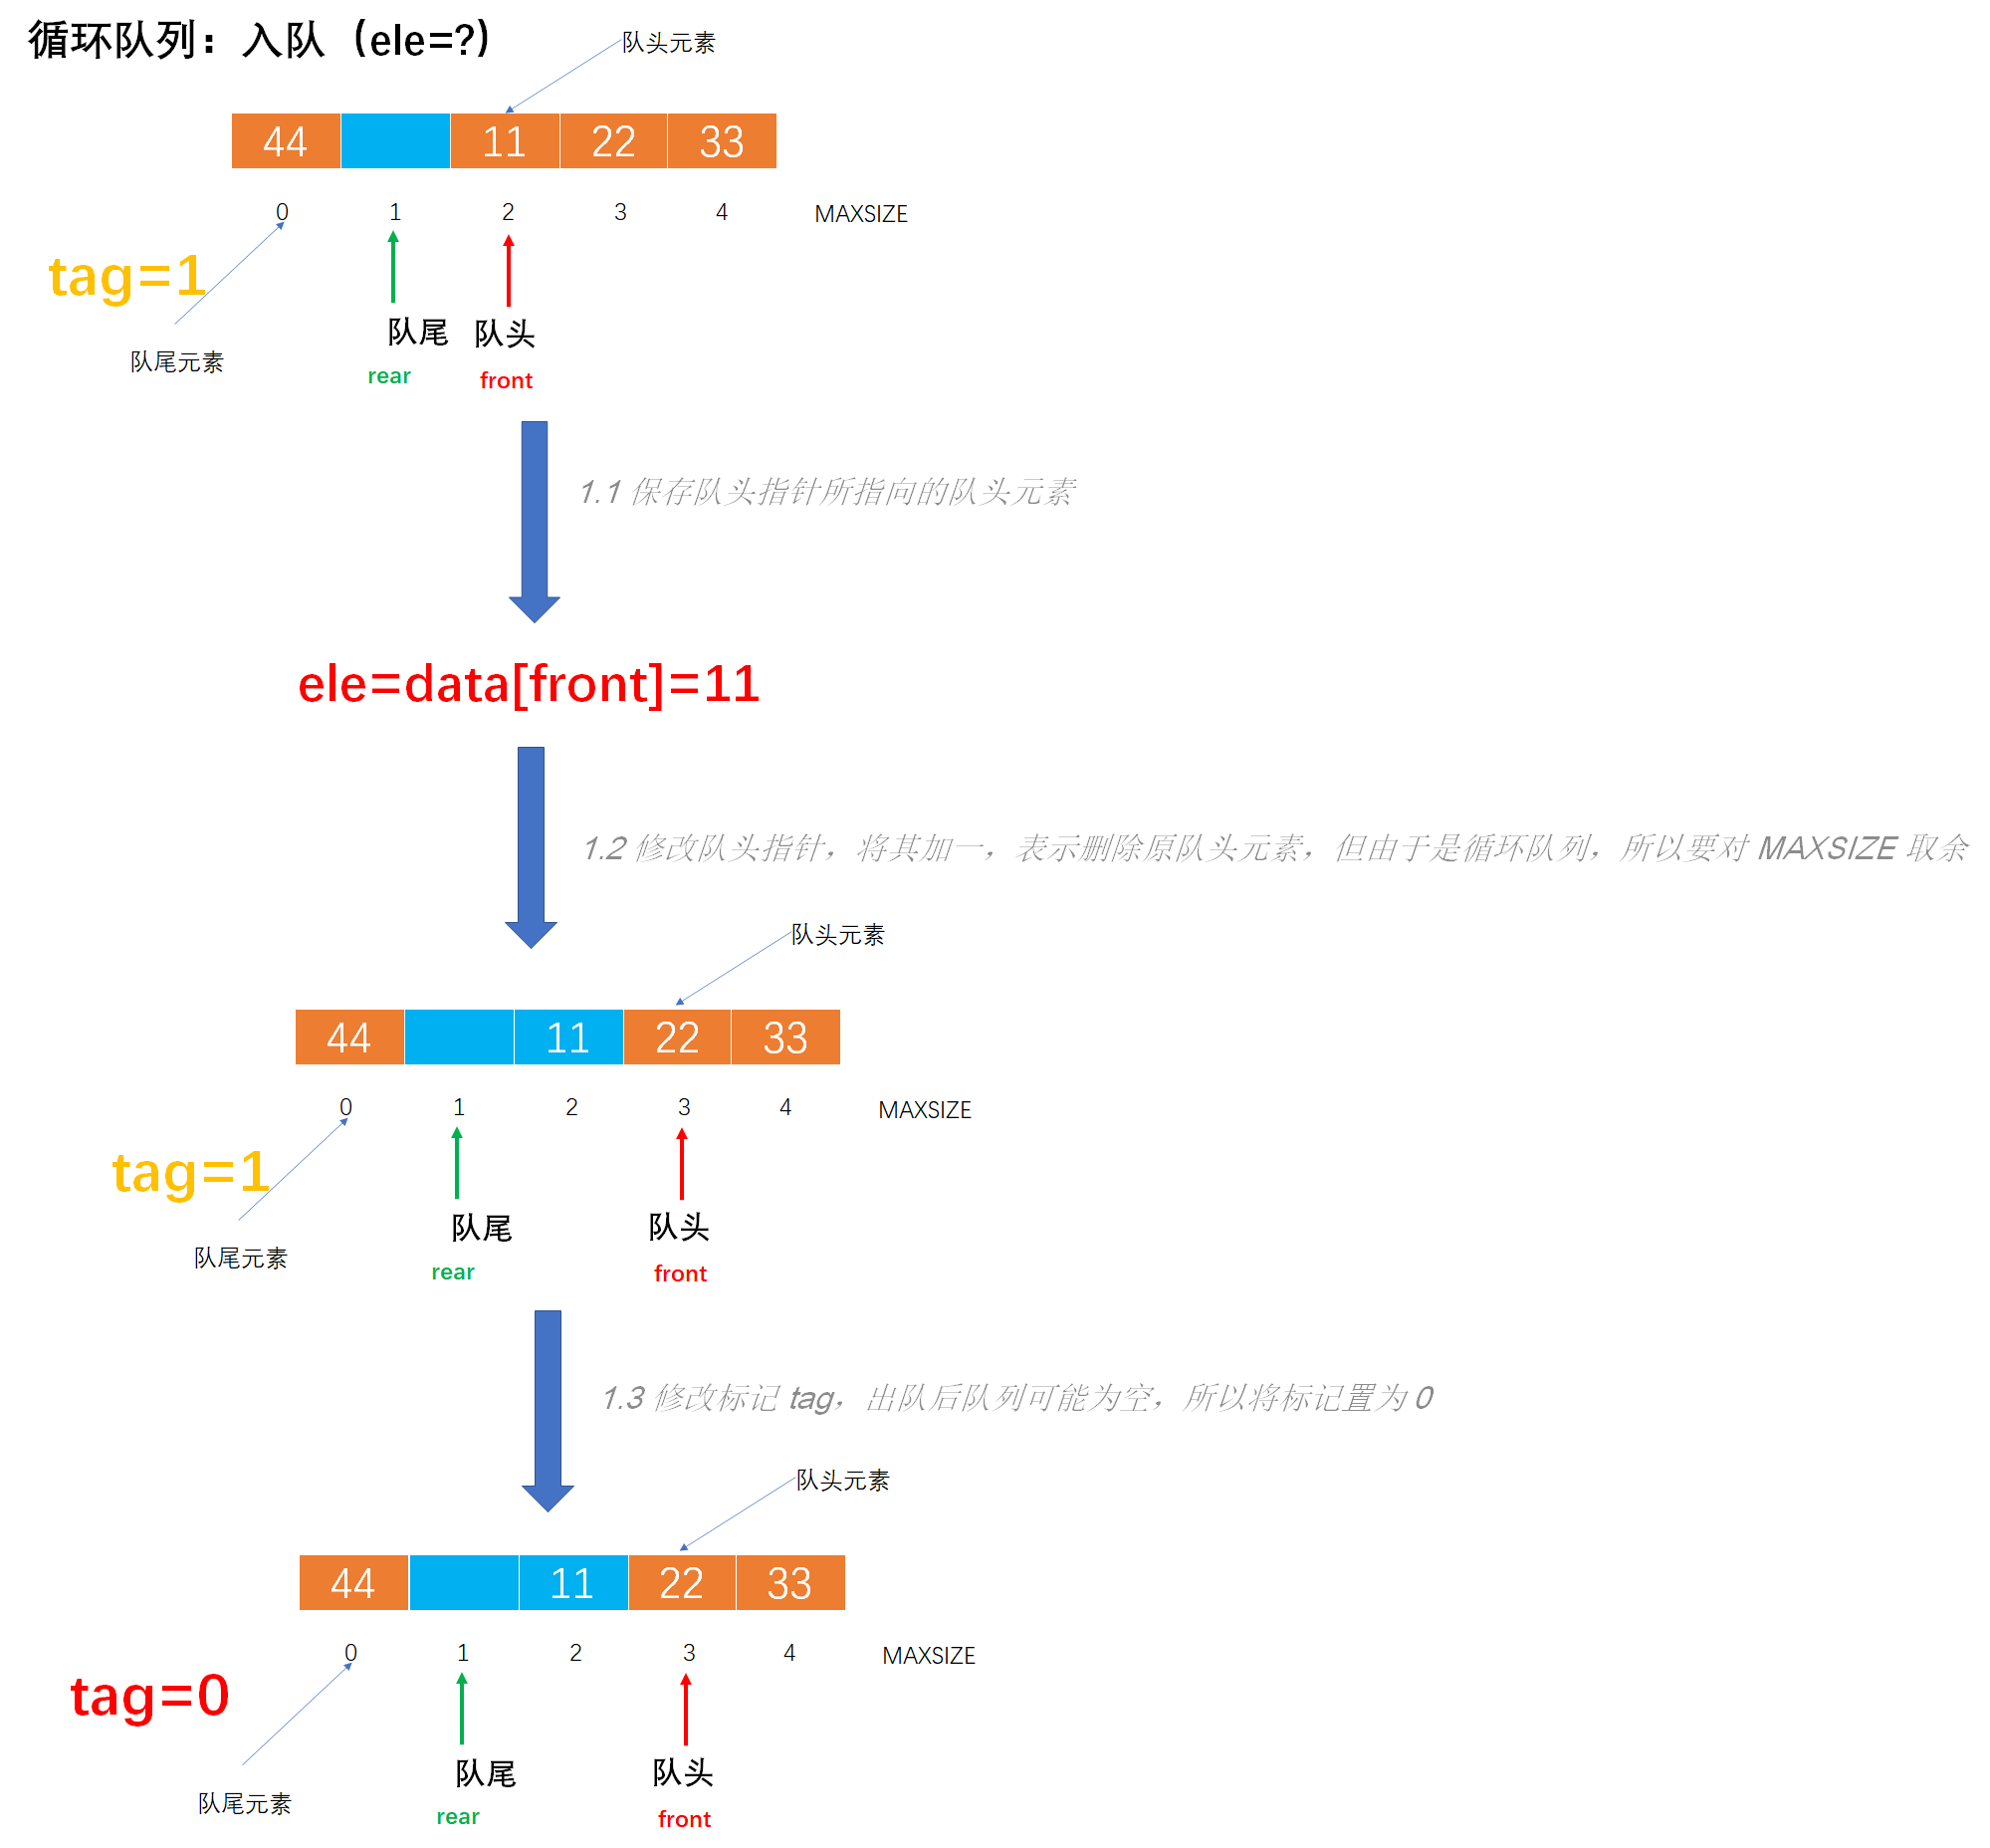 循环队列：入队（ele=?）
队头元素
44 11 22 33
0 1 2 3 4 MAXSIZE
tag=1
队尾 队头
队尾元素
rear front
1.1 保存队头指针所指向的队头元素
ele=data[front]=11
1.2 修改队头指针，将其加一，表示删除原队头元素，但由于是循环队列，所以要对 MAXSIZE 取余
队头元素
44 11 22 33
0 1 2 3 4 MAXSIZE
tag=1
队尾 队头
队尾元素
rear front
1.3 修改标记 tag，出队后队列可能为空，所以将标记置为 0
队头元素
44 11 22 33
0 1 2 3 4 MAXSIZE
tag=0
队尾 队头
队尾元素
rear front